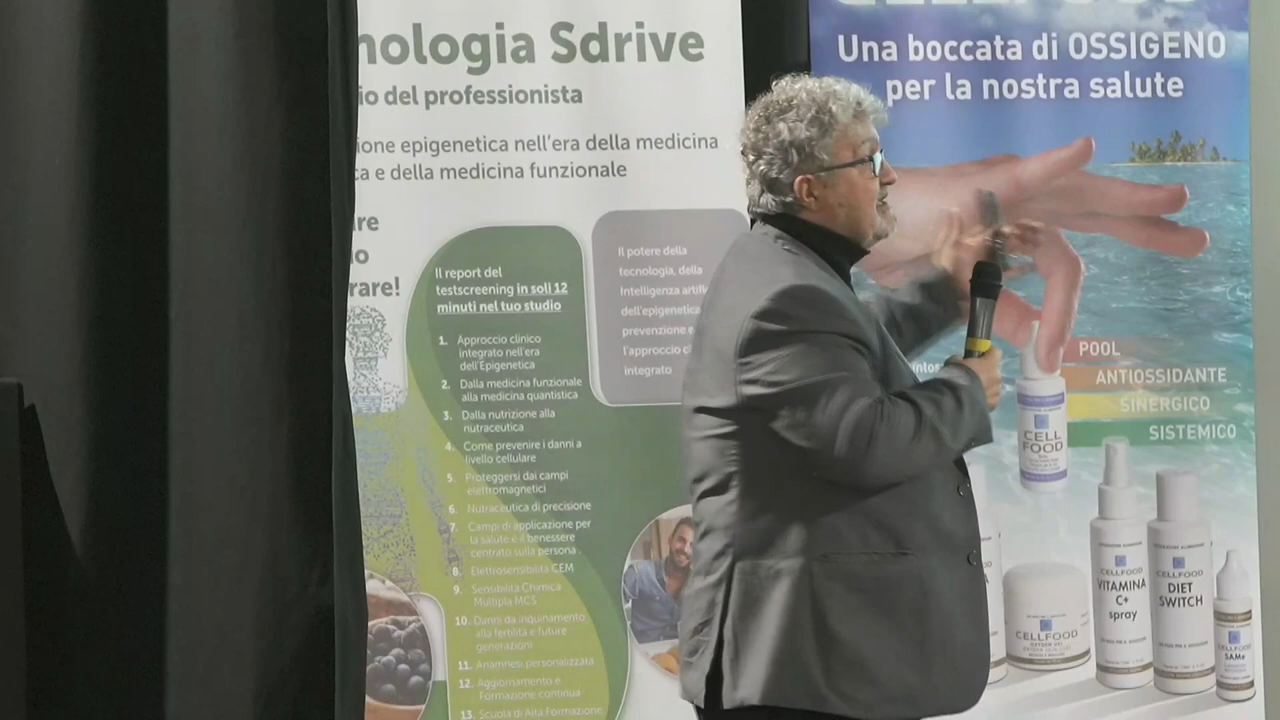 nologia Sdrive
io del professionista
ione epigenetica nell'era della medicina
ca e della medicina funzionale
are
lo
rare!
Il report del
testscreening in soli 12
minuti nel tuo studio
1. Approccio clinico
integrato nell'era
dell'Epigenetica
2. Dalla medicina funzionale
alla medicina quantistica
3. Dalla nutrizione alla
nutraceutica
4. Come prevenire i danni a
livello cellulare
5. Proteggersi dai campi
elettromagnetici
6. Nutraceutica di precisione
7. Campi di applicazione per
la salute e il benessere
centrato sulla persona.
8. Elettrosensibilità CEM
9. Sensibilità Chimica
Multipla MCS
10. Danni da inquinamento
alla fertilità e future
generazioni
11. Anamnesi personalizzata
12. Aggiornamento e
Formazione continua
13. Scuola di Alta Formazione
Il potere della
tecnologia, della
Intelligenza artifi
dell'epigenetica
prevenzione e
l'approccio cl
integrato
CELLFOOD
Una boccata di OSSIGENO
per la nostra salute
POOL
ANTIOSSIDANTE
SINERGICO
SISTEMICO
CELL
FOOD
CELLFOOD
CELLFOOD
VITAMINA
C+
spray
CELLFOOD
DIET
SWITCH
CELLFOOD
SAMe